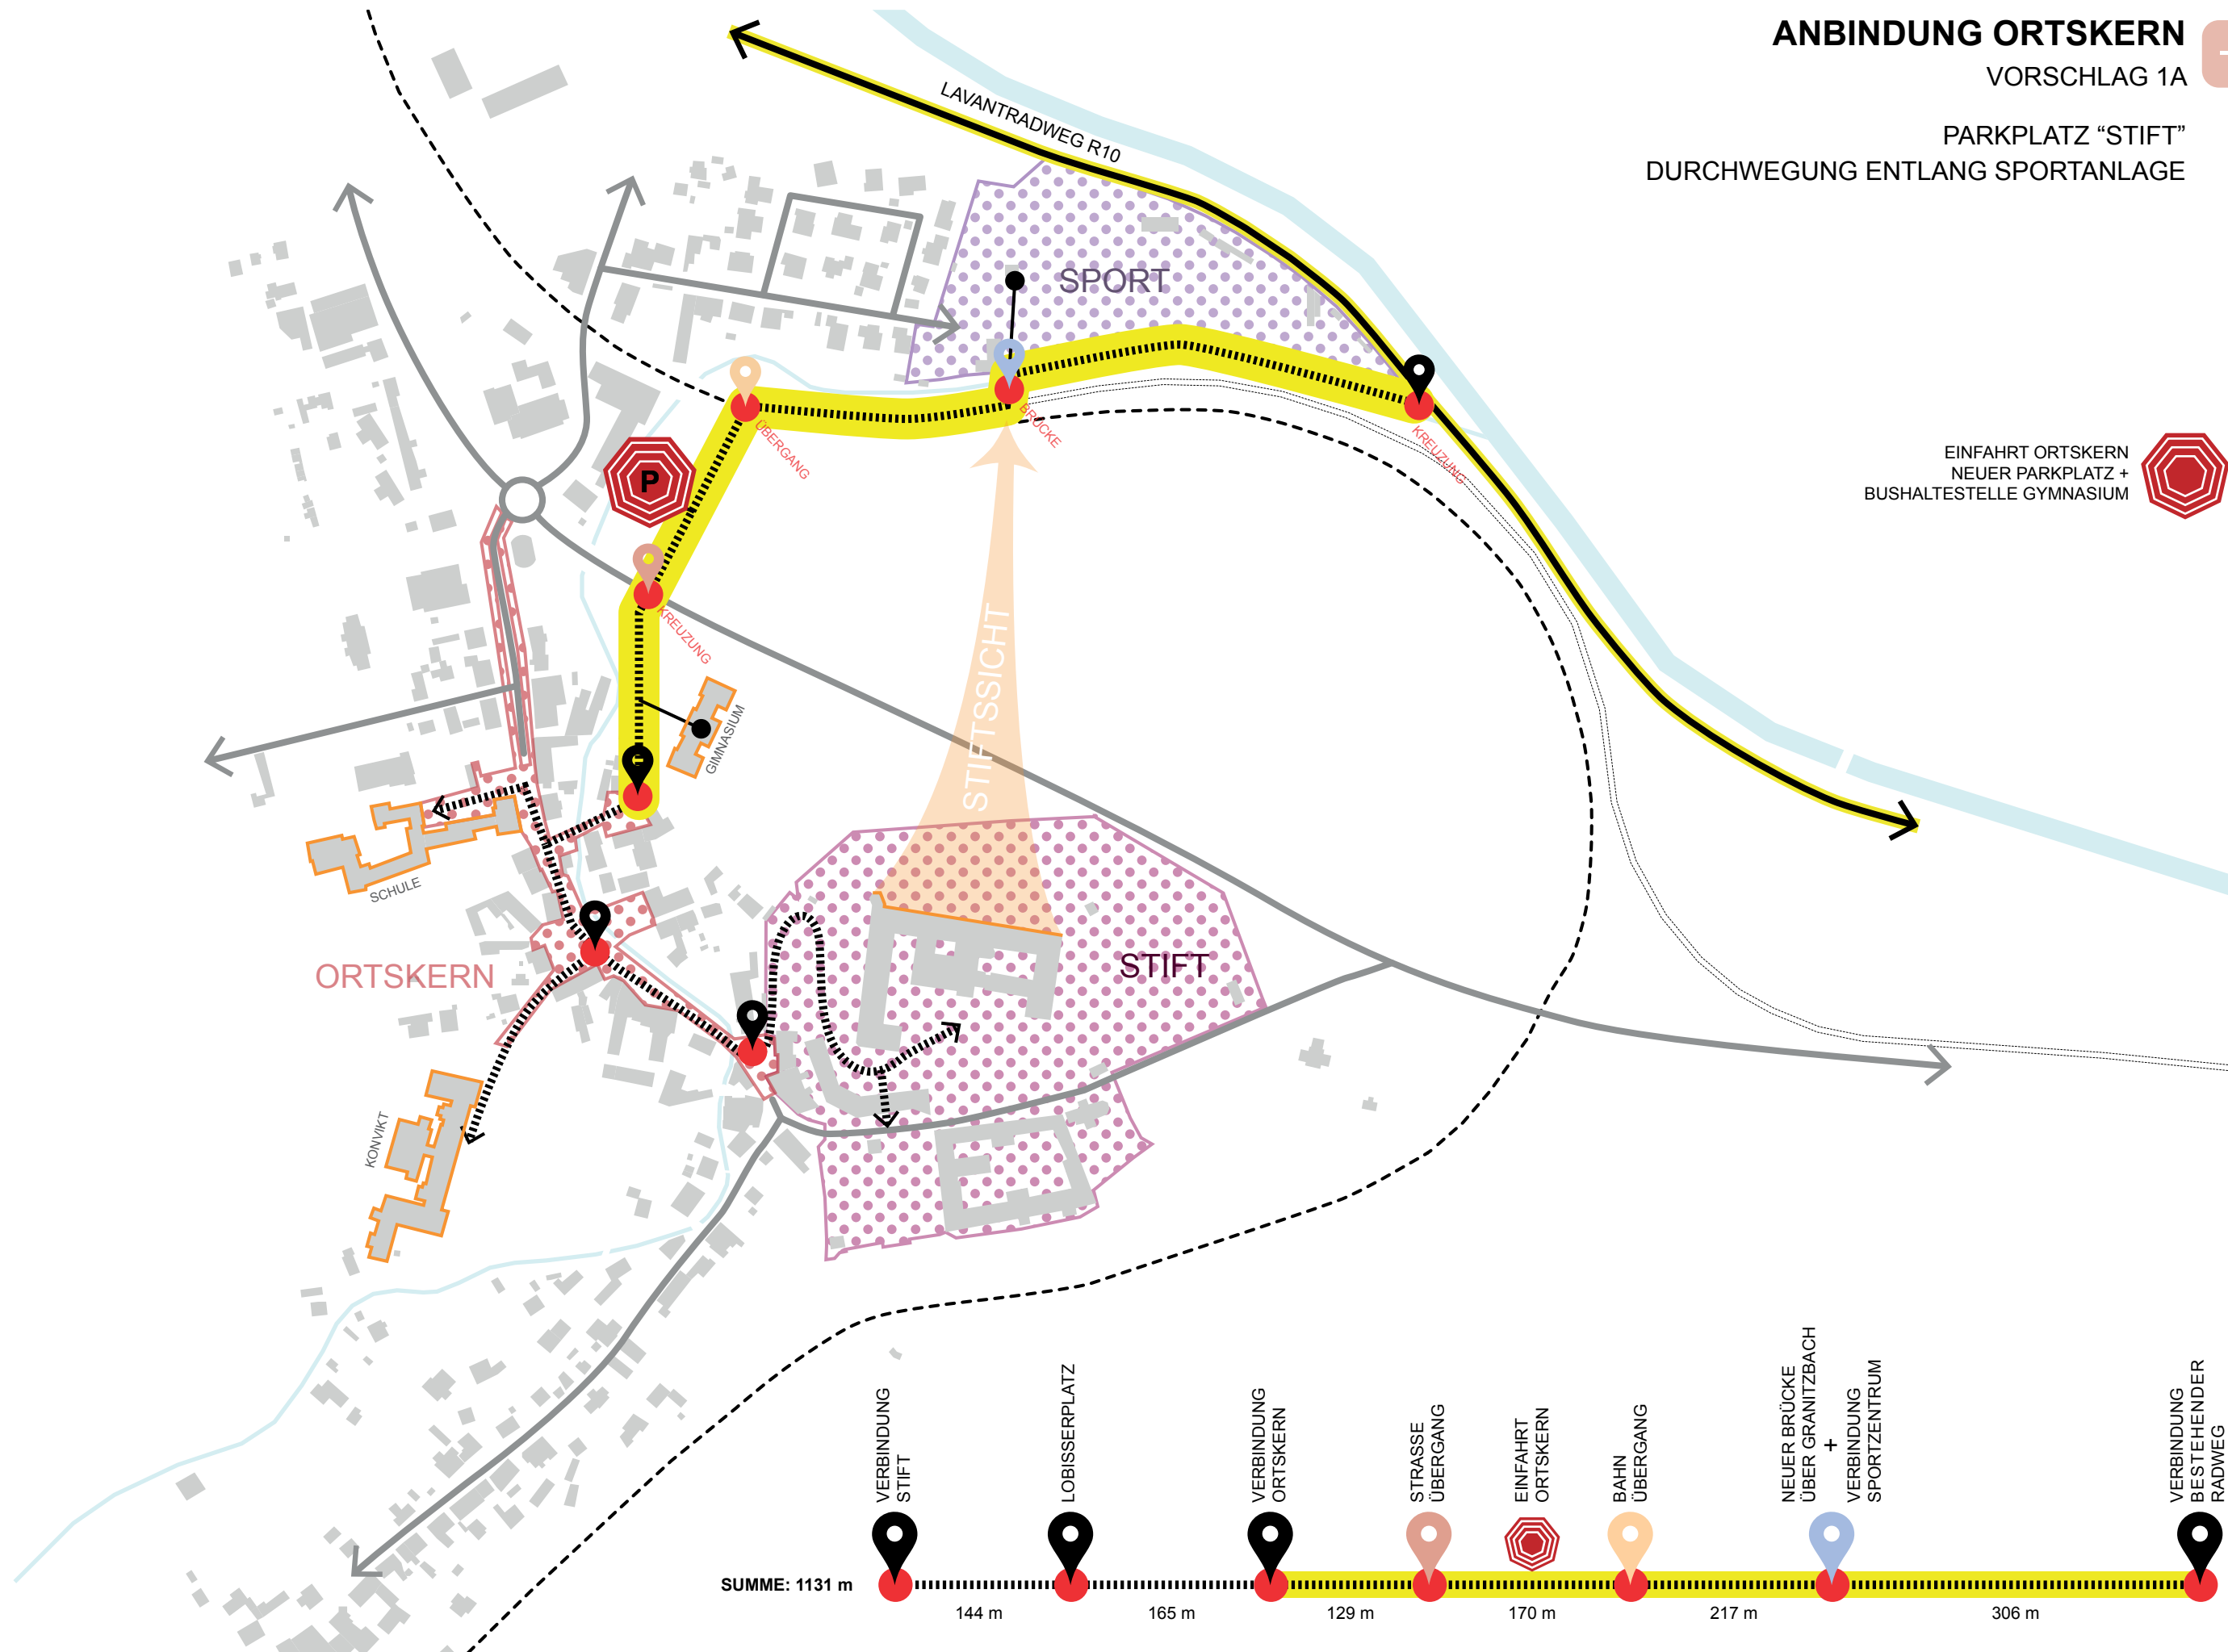 ANBINDUNG ORTSKERN
VORSCHLAG 1A
PARKPLATZ “STIFT”
DURCHWEGUNG ENTLANG SPORTANLAGE
LAVANTRADWEG R10
SPORT
BRÜCKE
ÜBERGANG
KREUZUNG
EINFAHRT ORTSKERN
NEUER PARKPLATZ +
BUSHALTESTELLE GYMNASIUM
P
KREUZUNG
STIFTSSICHT
GIMNASIUM
SCHULE
ORTSKERN
STIFT
KONVIKT
VERBINDUNG
STIFT
LOBISSERPLATZ
VERBINDUNG
ORTSKERN
STRASSE
ÜBERGANG
EINFAHRT
ORTSKERN
BAHN
ÜBERGANG
NEUER BRÜCKE
ÜBER GRANITZBACH
+
VERBINDUNG
SPORTZENTRUM
VERBINDUNG
BESTEHENDER
RADWEG
SUMME: 1131 m
144 m
165 m
129 m
170 m
217 m
306 m